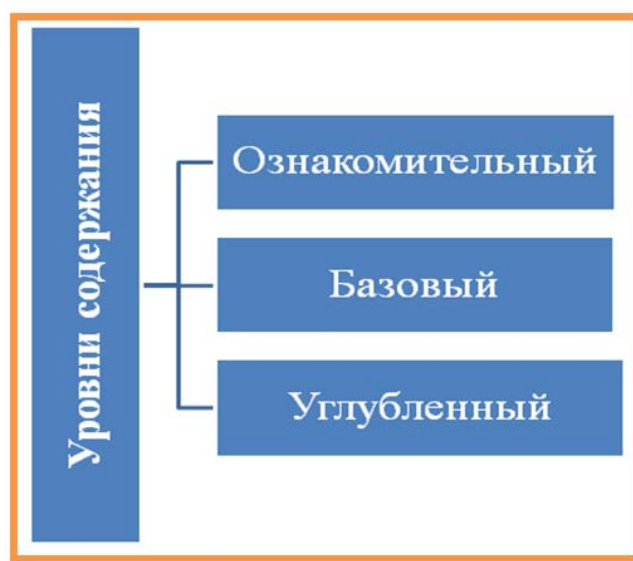 Уровни содержания
Ознакомительный
Базовый
Углубленный